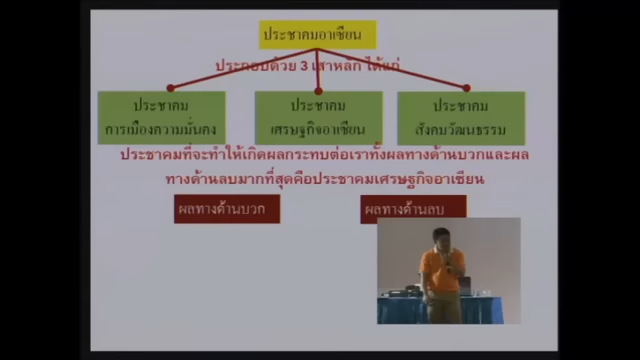 ประชาคมอาเซียน
ประกอบด้วย 3 เสาหลัก ได้แก่
ประชาคม
การเมืองความมั่นคง
ประชาคม
เศรษฐกิจอาเซียน
ประชาคม
สังคมวัฒนธรรม
ประชาคมที่จะทำให้เกิดผลกระทบต่อเราทั้งผลทางด้านบวกและผล
ทางด้านลบมากที่สุดคือประชาคมเศรษฐกิจอาเซียน
ผลทางด้านบวก
ผลทางด้านลบ